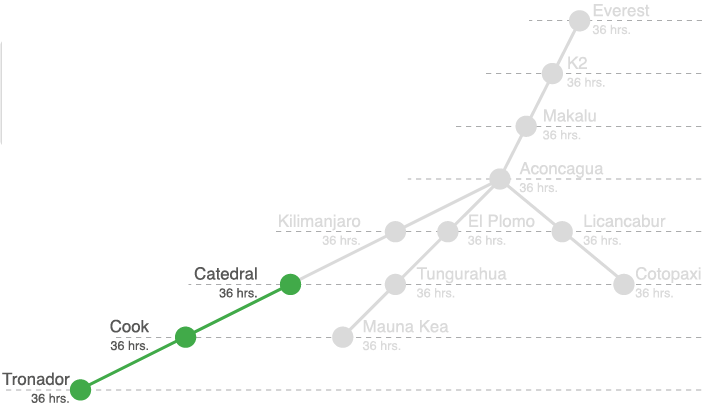 Everest
36 hrs.
K2
36 hrs.
Makalu
36 hrs.
Aconcagua
36 hrs.
Kilimanjaro
36 hrs.
El Plomo
36 hrs.
Licancabur
36 hrs.
Catedral
36 hrs.
Tungurahua
36 hrs.
Cotopaxi
36 hrs.
Cook
36 hrs.
Mauna Kea
36 hrs.
Tronador
36 hrs.